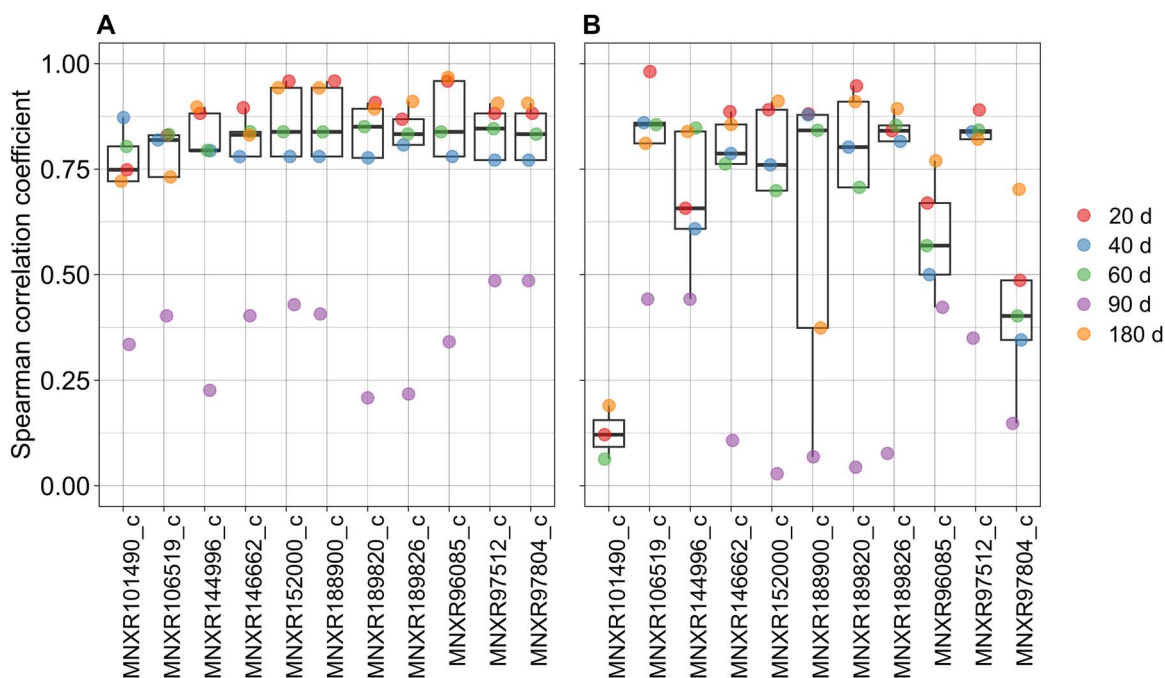 A
B
Spearman correlation coefficient
1.00
0.75
0.50
0.25
0.00
MNXR101490_c
MNXR106519_c
MNXR144996_c
MNXR146662_c
MNXR152000_c
MNXR188900_c
MNXR189820_c
MNXR189826_c
MNXR96085_c
MNXR97512_c
MNXR97804_c
MNXR101490_c
MNXR106519_c
MNXR144996_c
MNXR146662_c
MNXR152000_c
MNXR188900_c
MNXR189820_c
MNXR189826_c
MNXR96085_c
MNXR97512_c
MNXR97804_c
20 d
40 d
60 d
90 d
180 d